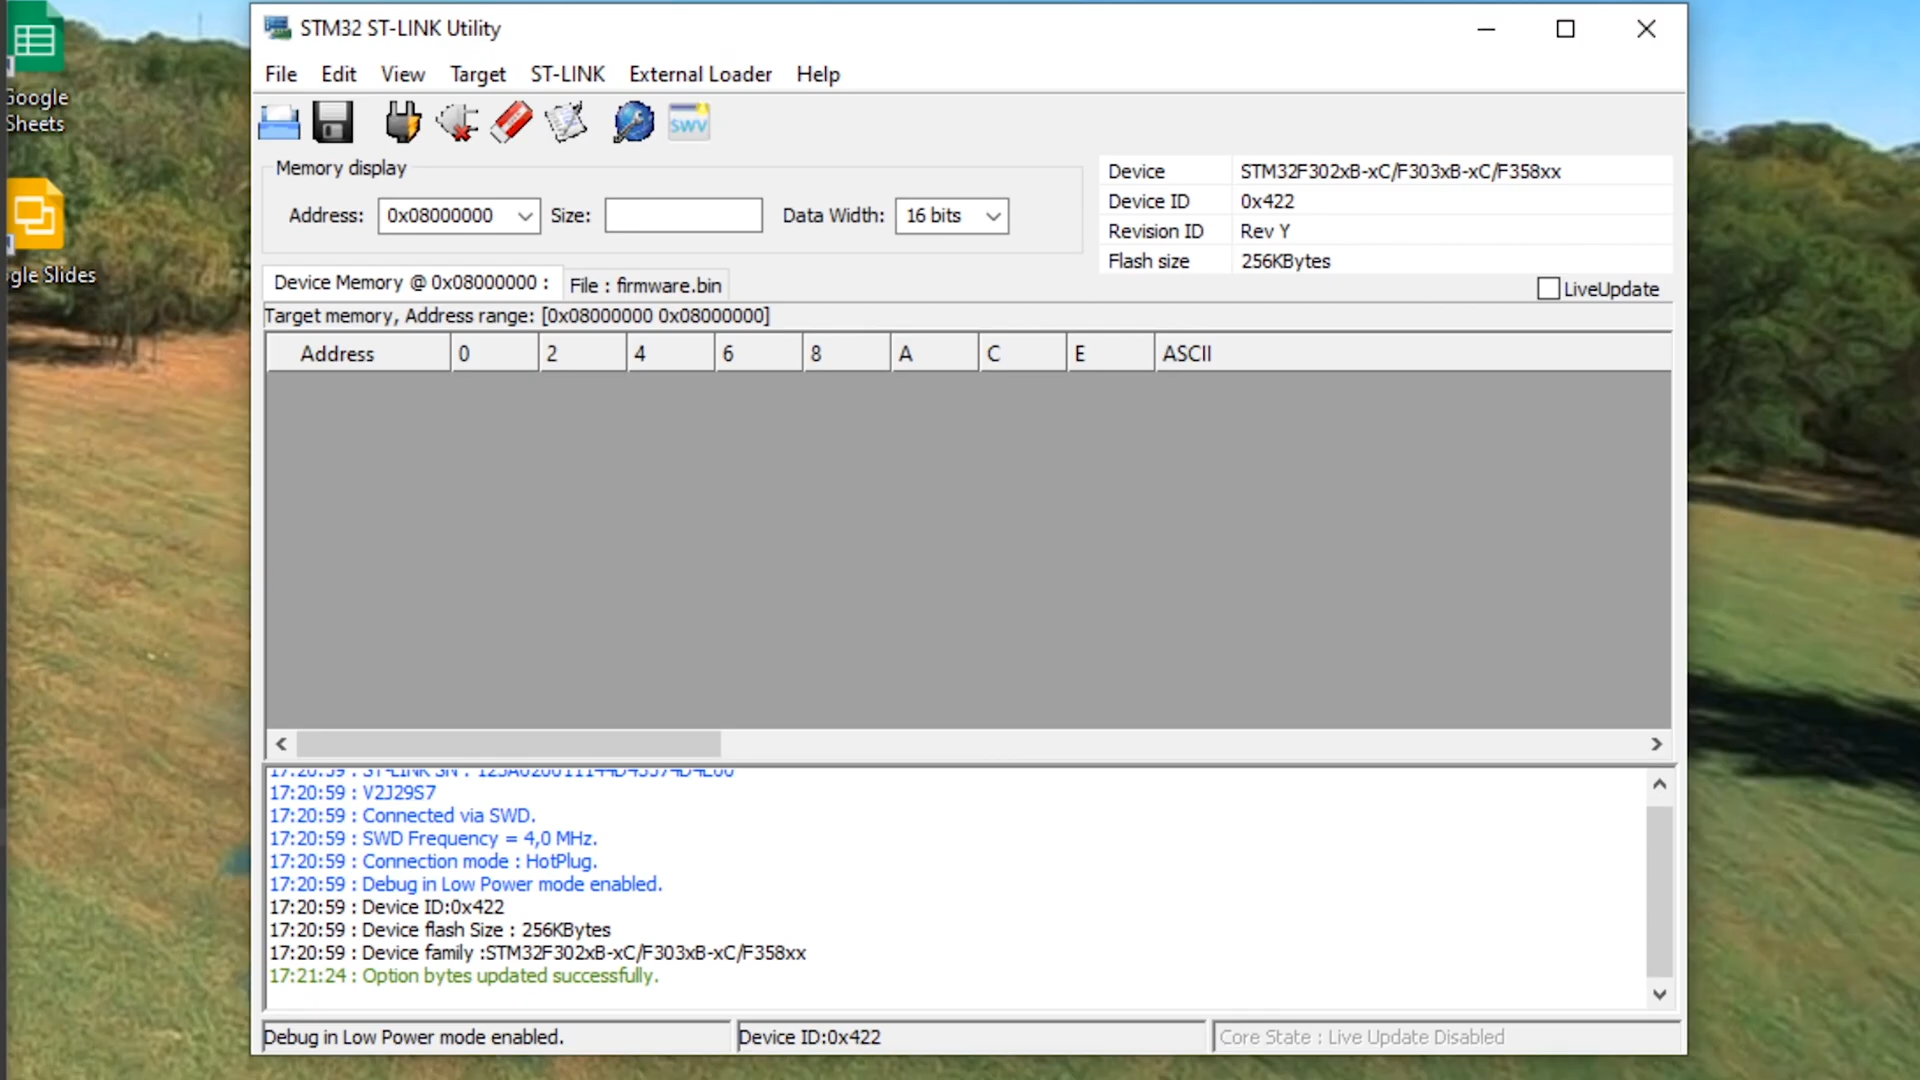 Google
Sheets
gle Slides
STM32 ST-LINK Utility
File Edit View Target ST-LINK External Loader Help
SWV
Memory display
Address: 0x08000000 Size: Data Width: 16 bits
Device STM32F302xB-xC/F303xB-xC/F358xx
Device ID 0x422
Revision ID Rev Y
Flash size 256KBytes
LiveUpdate
Device Memory @ 0x08000000 : File : firmware.bin
Target memory, Address range: [0x08000000 0x08000000]
Address 0 2 4 6 8 A C E ASCII
17:20:59 : ST-LINK SN :
17:20:59 : V2J29S7
17:20:59 : Connected via SWD.
17:20:59 : SWD Frequency = 4,0 MHz.
17:20:59 : Connection mode : HotPlug.
17:20:59 : Debug in Low Power mode enabled.
17:20:59 : Device ID:0x422
17:20:59 : Device flash Size : 256KBytes
17:20:59 : Device family :STM32F302xB-xC/F303xB-xC/F358xx
17:21:24 : Option bytes updated successfully.
Debug in Low Power mode enabled. Device ID:0x422 Core State : Live Update Disabled